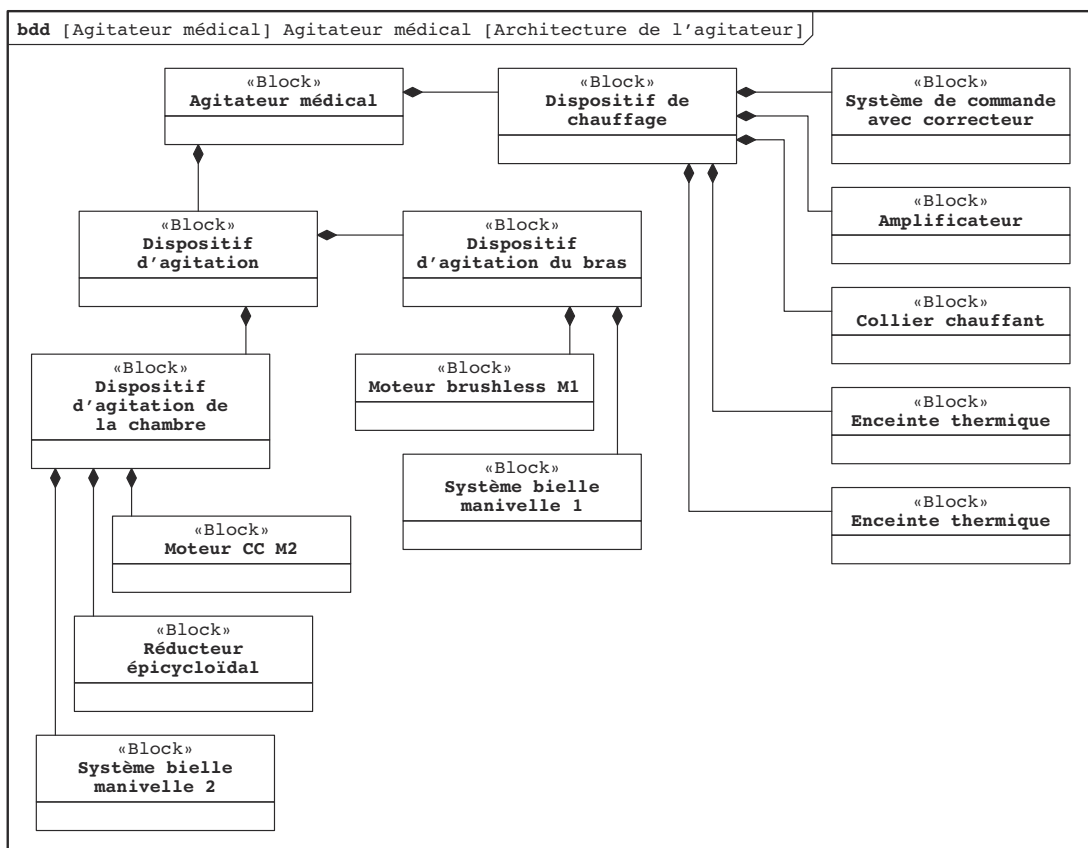 bdd [Agitateur médical] Agitateur médical [Architecture de l'agitateur]
«Block»
Agitateur médical
«Block»
Dispositif de
chauffage
«Block»
Système de commande
avec correcteur
«Block»
Amplificateur
«Block»
Dispositif
d'agitation
«Block»
Dispositif
d'agitation du bras
«Block»
Collier chauffant
«Block»
Dispositif
d'agitation de
la chambre
«Block»
Moteur brushless M1
«Block»
Enceinte thermique
«Block»
Système bielle
manivelle 1
«Block»
Enceinte thermique
«Block»
Moteur CC M2
«Block»
Réducteur
épicycloïdal
«Block»
Système bielle
manivelle 2